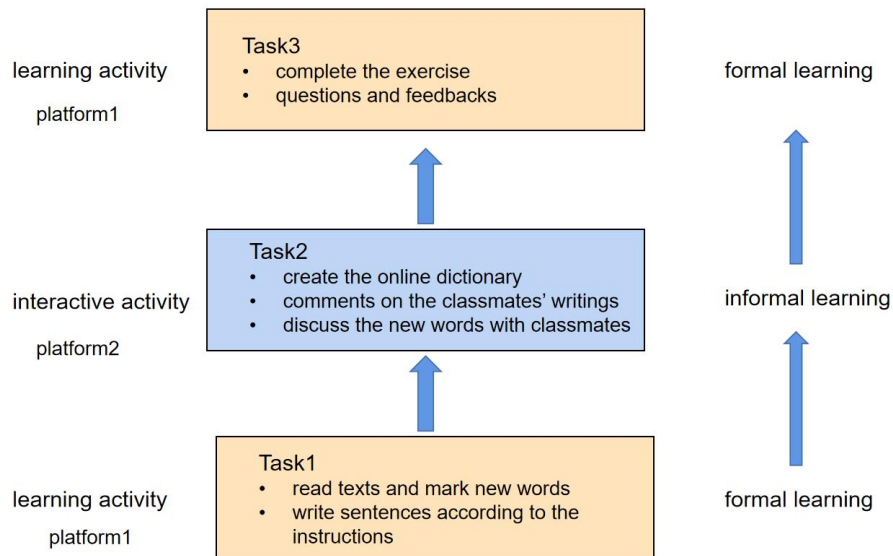 Task3
learning activity
• complete the exercise
formal learning
• questions and feedbacks
platform1
Task2
• create the online dictionary
interactive activity
• comments on the classmates’ writings
informal learning
• discuss the new words with classmates
platform2
Task1
• read texts and mark new words
learning activity
• write sentences according to the
formal learning
instructions
platform1